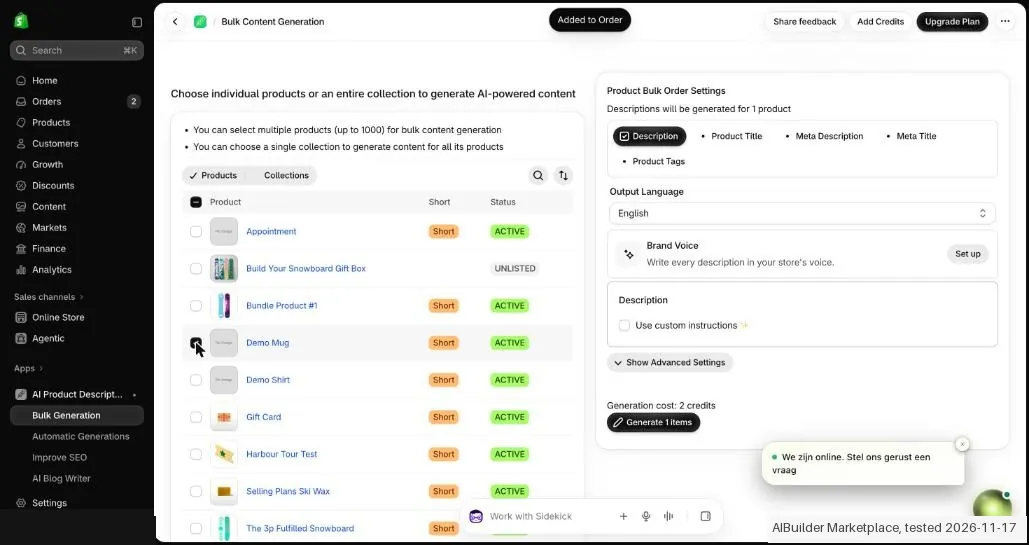 Bulk Content Generation
Added to Order
Share feedback
Add Credits
Upgrade Plan
Search
⌘K
Home
Orders
2
Products
Customers
Growth
Discounts
Content
Markets
Finance
Analytics
Sales channels
Online Store
Agentic
Apps
AI Product Descript...
Bulk Generation
Automatic Generations
Improve SEO
AI Blog Writer
Settings
Choose individual products or an entire collection to generate AI-powered content
• You can select multiple products (up to 1000) for bulk content generation
• You can choose a single collection to generate content for all its products
Products
Collections
Product Short Status
Appointment Short ACTIVE
Build Your Snowboard Gift Box UNLISTED
Bundle Product #1 Short ACTIVE
Demo Mug Short ACTIVE
Demo Shirt Short ACTIVE
Gift Card Short ACTIVE
Harbour Tour Test Short ACTIVE
Selling Plans Ski Wax Short ACTIVE
The 3p Fulfilled Snowboard Short ACTIVE
Product Bulk Order Settings
Descriptions will be generated for 1 product
Description
• Product Title
• Meta Description
• Meta Title
• Product Tags
Output Language
English
Brand Voice
Write every description in your store's voice.
Set up
Description
Use custom instructions
Show Advanced Settings
Generation cost: 2 credits
Generate 1 items
We zijn online. Stel ons gerust een
vraag
Work with Sidekick
AIBuilder Marketplace, tested 2026-11-17